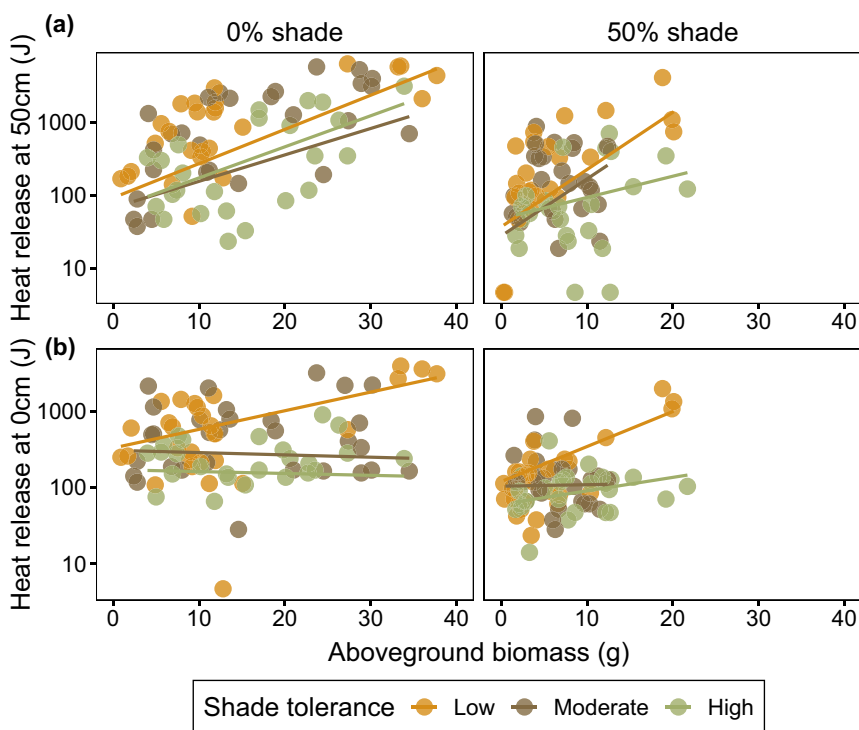 (a)
0% shade
50% shade
Heat release at 50cm (J)
1000
100
10
0 10 20 30 40
0 10 20 30 40
(b)
Heat release at 0cm (J)
1000
100
10
0 10 20 30 40
0 10 20 30 40
Aboveground biomass (g)
Shade tolerance Low Moderate High